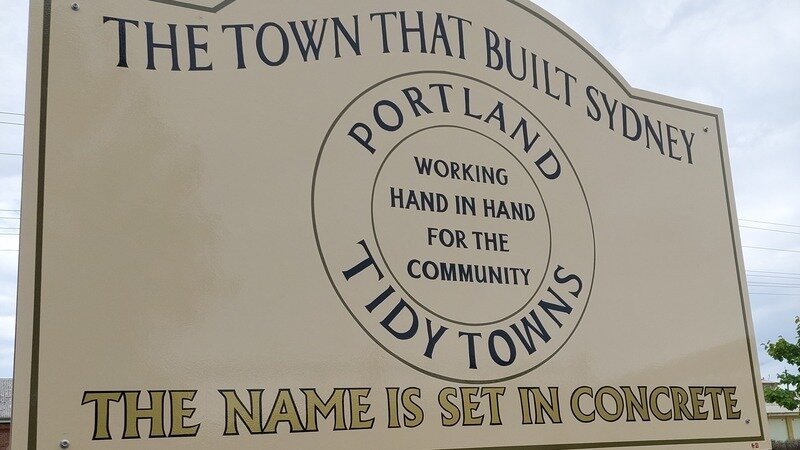 THE TOWN THAT BUILT SYDNEY
PORTLAND
WORKING
HAND IN HAND
FOR THE
COMMUNITY
TIDY TOWNS
THE NAME IS SET IN CONCRETE